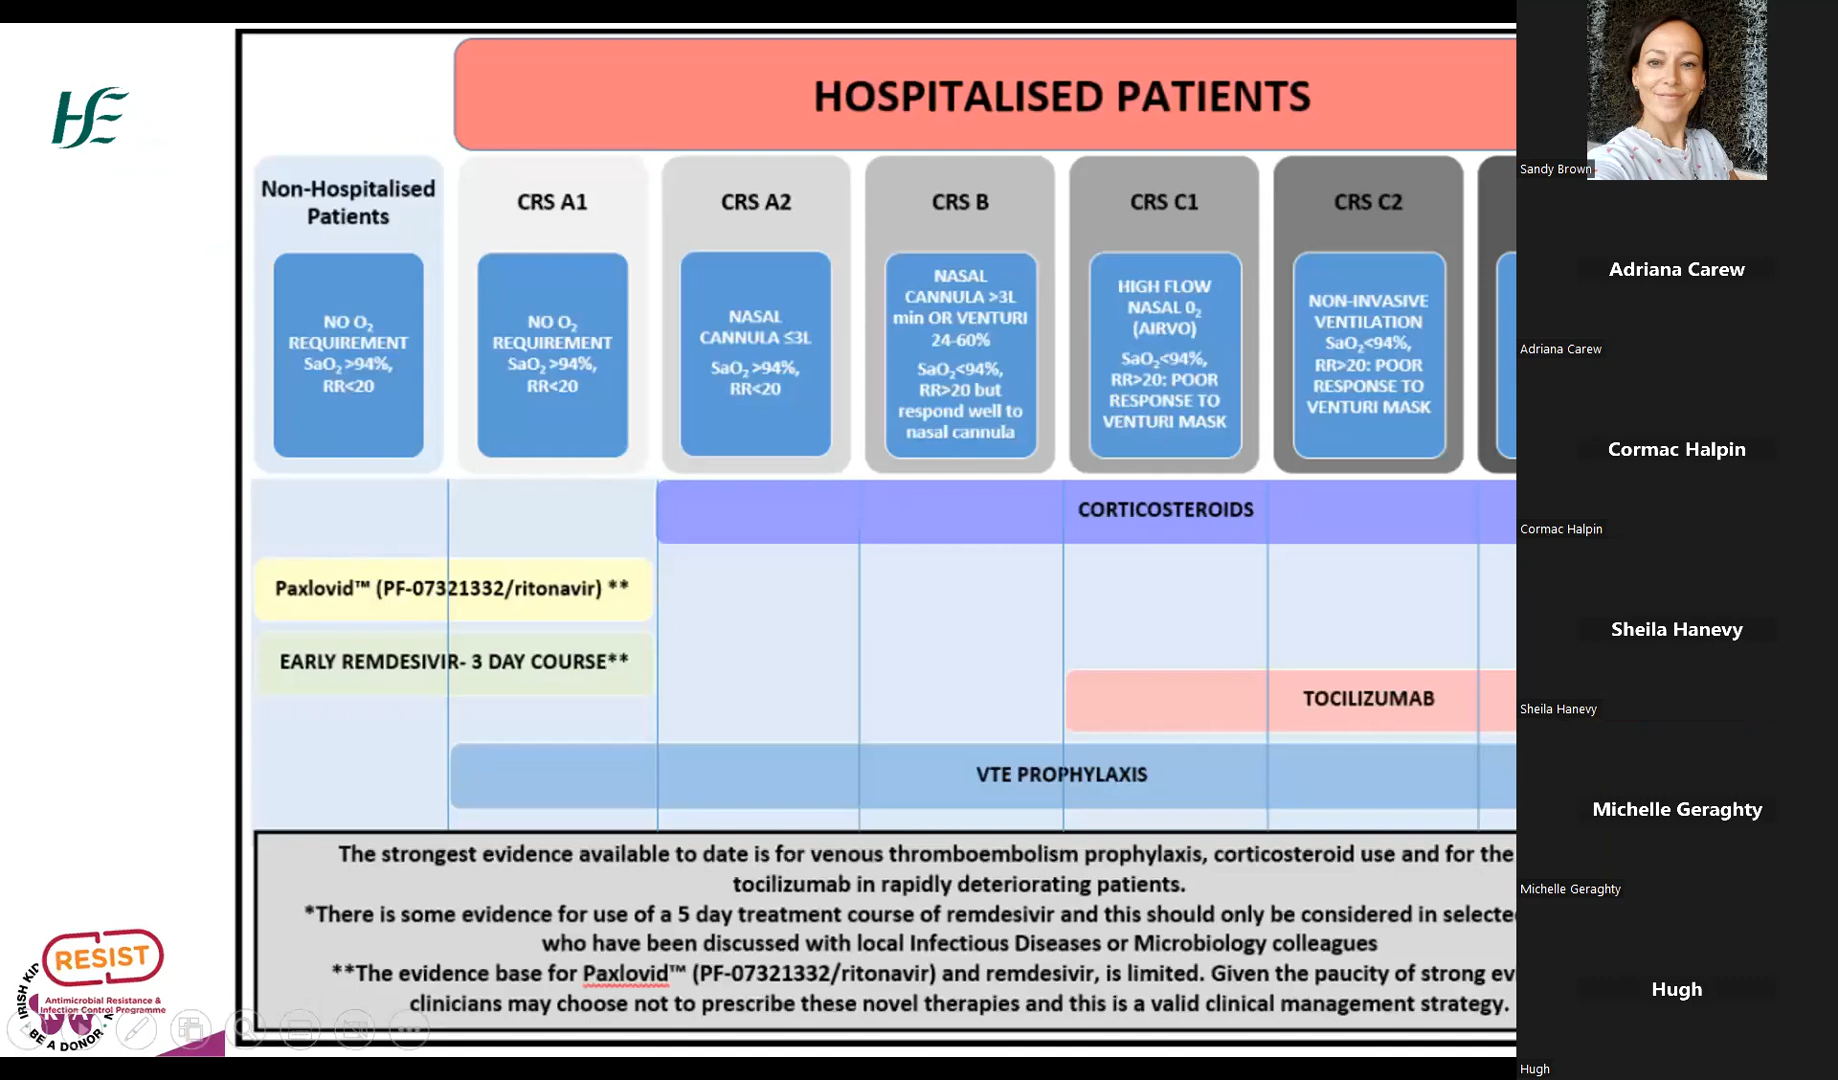 HSE
HOSPITALISED PATIENTS
Non-Hospitalised
Patients
NO O₂
REQUIREMENT
SaO₂ >94%,
RR<20
CRS A1
NO O₂
REQUIREMENT
SaO₂ >94%,
RR<20
CRS A2
NASAL
CANNULA ≤3L
SaO₂ >94%,
RR<20
CRS B
NASAL
CANNULA >3L
min OR VENTURI
24-60%
SaO₂<94%,
RR>20 but
respond well to
nasal cannula
CRS C1
HIGH FLOW
NASAL 0₂
(AIRVO)
SaO₂<94%,
RR>20: POOR
RESPONSE TO
VENTURI MASK
CRS C2
NON-INVASIVE
VENTILATION
SaO₂<94%,
RR>20: POOR
RESPONSE TO
VENTURI MASK
CORTICOSTEROIDS
Paxlovid™ (PF-07321332/ritonavir) **
EARLY REMDESIVIR- 3 DAY COURSE**
TOCILIZUMAB
VTE PROPHYLAXIS
The strongest evidence available to date is for venous thromboembolism prophylaxis, corticosteroid use and for the
tocilizumab in rapidly deteriorating patients.
*There is some evidence for use of a 5 day treatment course of remdesivir and this should only be considered in
who have been discussed with local Infectious Diseases or Microbiology colleagues
**The evidence base for Paxlovid™ (PF-07321332/ritonavir) and remdesivir, is limited. Given the paucity of strong
clinicians may choose not to prescribe these novel therapies and this is a valid clinical management strategy.
RESIST
Antimicrobial Resistance &
Infection Control Programme
IRISH
BE A DONOR
Sandy Brown
Adriana Carew
Adriana Carew
Cormac Halpin
Cormac Halpin
Sheila Hanevy
Sheila Hanevy
Michelle Geraghty
Michelle Geraghty
Hugh
Hugh